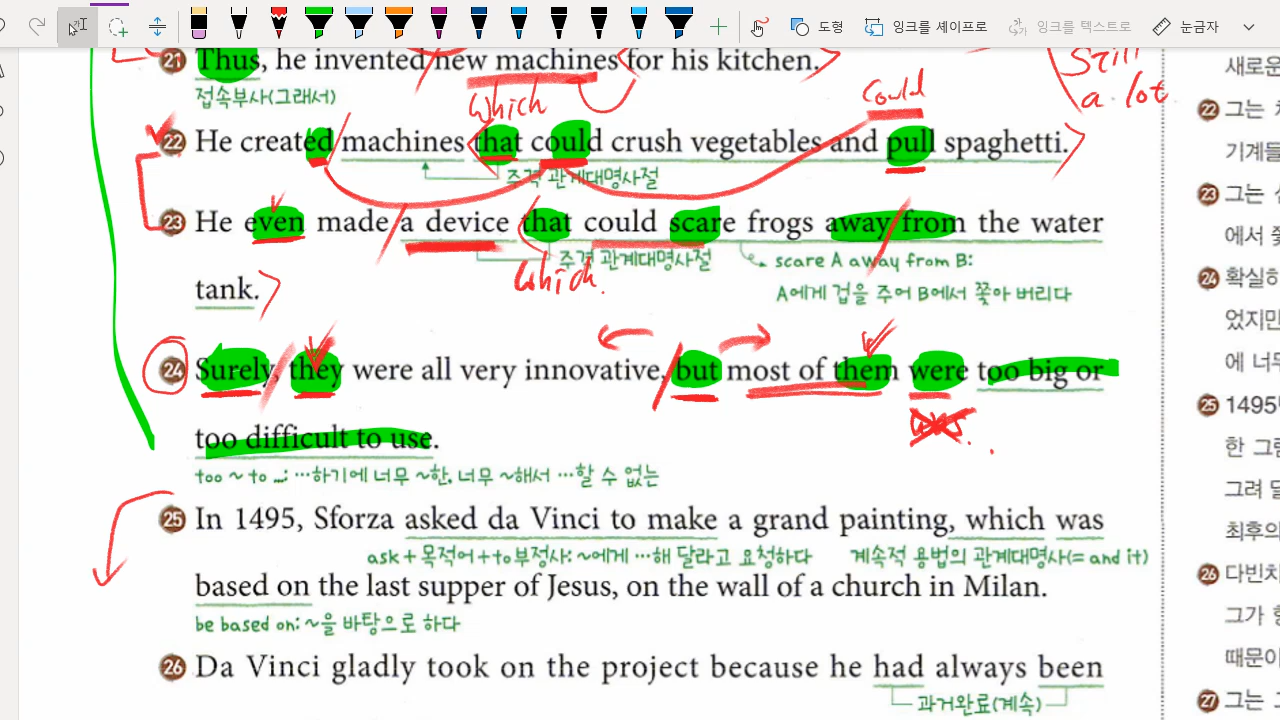 도형
잉크를 셰이프로
잉크를 텍스트로
눈금자
21 Thus, he invented new machines for his kitchen.
Still
a lot
접속부사(그래서)
which
could
22 He created machines that could crush vegetables and pull spaghetti.
주격 관계대명사절
23 He even made a device that could scare frogs away from the water
주격 관계대명사절
scare A away from B:
which
tank.
A에게 겁을 주어 B에서 쫓아 버리다
24 Surely, they were all very innovative, but most of them were too big or
too difficult to use.
too ~ to ...: …하기에 너무 ~한, 너무 ~해서 …할 수 없는
25 In 1495, Sforza asked da Vinci to make a grand painting, which was
ask+목적어+to부정사: ~에게 …해 달라고 요청하다
계속적 용법의 관계대명사(= and it)
based on the last supper of Jesus, on the wall of a church in Milan.
be based on: ~을 바탕으로 하다
26 Da Vinci gladly took on the project because he had always been
과거완료(계속)
새로운
22 그는
기계들
23 그는
에서
24 확실히
었지만
에 너무
25 1495년
한 그림
그려 달
최후의
26 다빈치
그가
때문이
27 그는